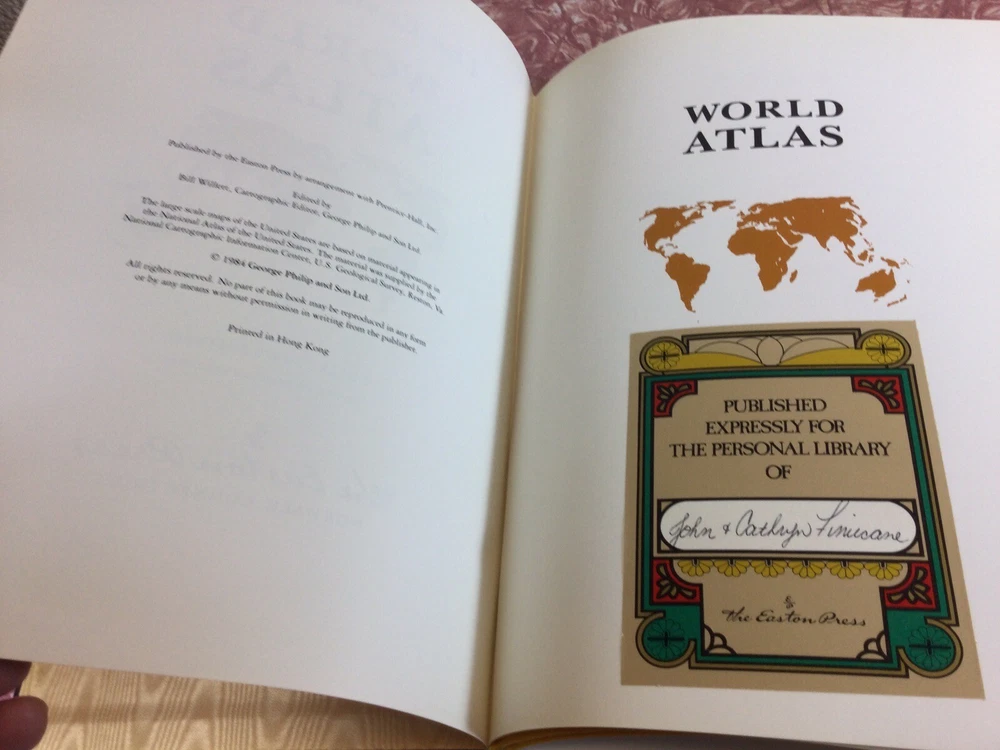 Published by the Easton Press by arrangement with Prentice-Hall, Inc.
Edited by
Bill Willett, Cartographic Editor, George Philip and Son Ltd.
The large scale maps of the United States are based on material appearing in
the National Atlas of the United States. The material was supplied by the
National Cartographic Information Center, U.S. Geological Survey, Reston, Va.
© 1984 George Philip and Son Ltd.
All rights reserved. No part of this book may be reproduced in any form
or by any means without permission in writing from the publisher.
Printed in Hong Kong
WORLD
ATLAS
PUBLISHED
EXPRESSLY FOR
THE PERSONAL LIBRARY
OF
John & Cathryn Finucane
By
The Easton Press